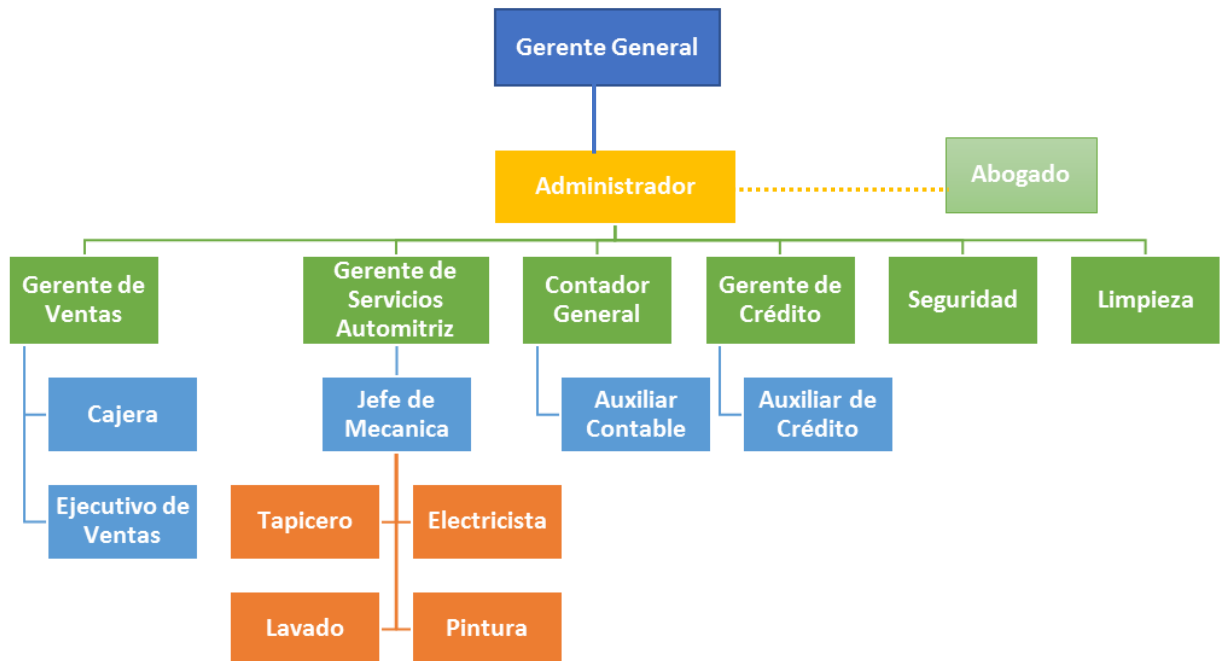 Gerente General
Administrador
Abogado
Gerente de
Ventas
Gerente de
Servicios
Automitriz
Contador
General
Gerente de
Crédito
Seguridad
Limpieza
Cajera
Jefe de
Mecanica
Auxiliar
Contable
Auxiliar de
Crédito
Ejecutivo de
Ventas
Tapicero
Electricista
Lavado
Pintura